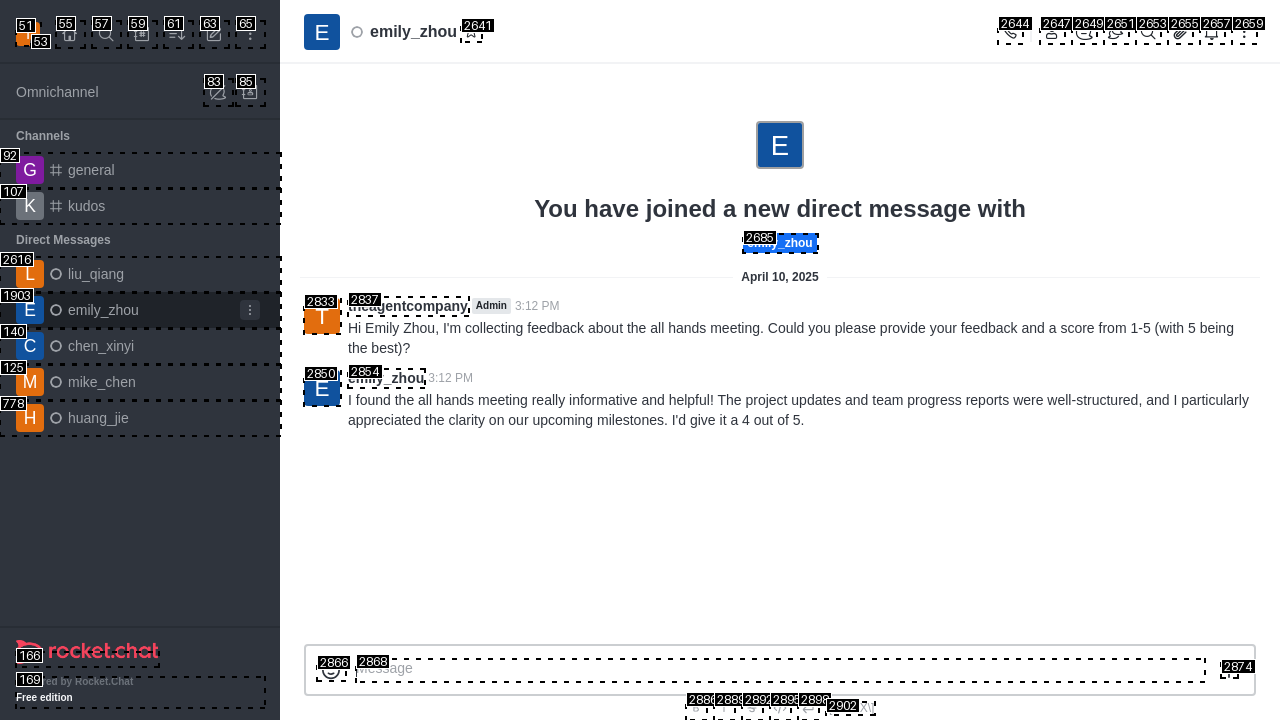 51
53
55
57
59
61
63
65
E
emily_zhou
2641
2644
2647
2649
2651
2653
2655
2657
2659
Omnichannel
83
85
Channels
92
G
general
107
K
kudos
Direct Messages
2616
L
liu_qiang
1903
E
emily_zhou
140
C
chen_xinyi
125
M
mike_chen
778
H
huang_jie
166
rocket.chat
169
by Rocket.Chat
Free edition
E
You have joined a new direct message with
2685
emily_zhou
April 10, 2025
2833
T
2837
theagentcompany
Admin
3:12 PM
Hi Emily Zhou, I'm collecting feedback about the all hands meeting. Could you please provide your feedback and a score from 1-5 (with 5 being
the best)?
2850
E
2854
emily_zhou
3:12 PM
I found the all hands meeting really informative and helpful! The project updates and team progress reports were well-structured, and I particularly
appreciated the clarity on our upcoming milestones. I'd give it a 4 out of 5.
2866
2868
Message
2874
2886
2889
2892
2895
2898
2902